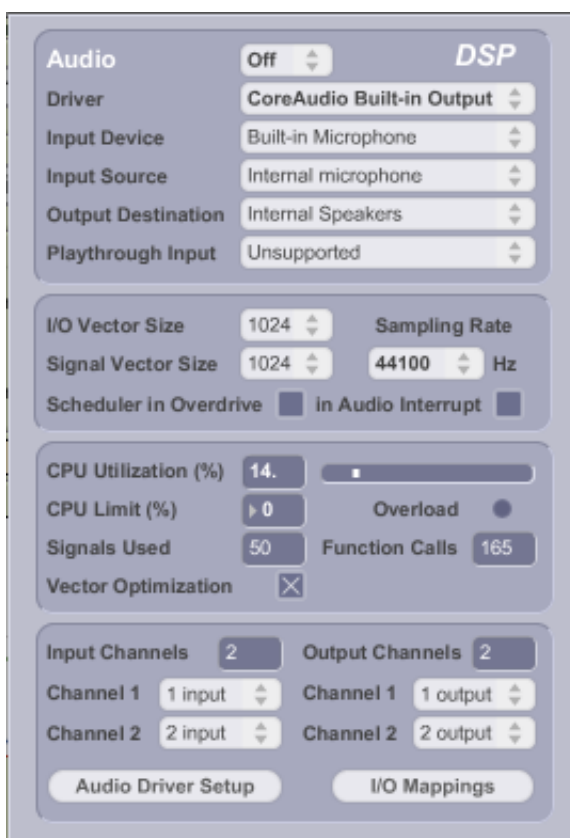 Audio Off DSP
Driver CoreAudio Built-in Output
Input Device Built-in Microphone
Input Source Internal microphone
Output Destination Internal Speakers
Playthrough Input Unsupported
I/O Vector Size 1024 Sampling Rate
Signal Vector Size 1024 44100 Hz
Scheduler in Overdrive in Audio Interrupt
CPU Utilization (%) 14.
CPU Limit (%) 0 Overload
Signals Used 50 Function Calls 165
Vector Optimization
Input Channels 2 Output Channels 2
Channel 1 1 input Channel 1 1 output
Channel 2 2 input Channel 2 2 output
Audio Driver Setup I/O Mappings